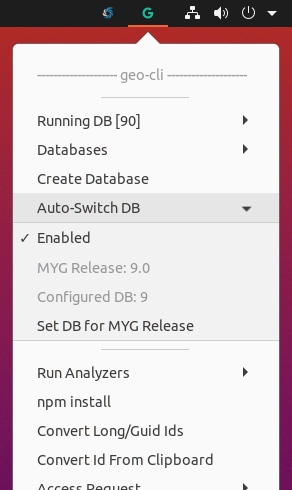 G
-------------------- geo-cli --------------------
Running DB [90]
Databases
Create Database
Auto-Switch DB
✓ Enabled
MYG Release: 9.0
Configured DB: 9
Set DB for MYG Release
Run Analyzers
npm install
Convert Long/Guid Ids
Convert Id From Clipboard
Access Request